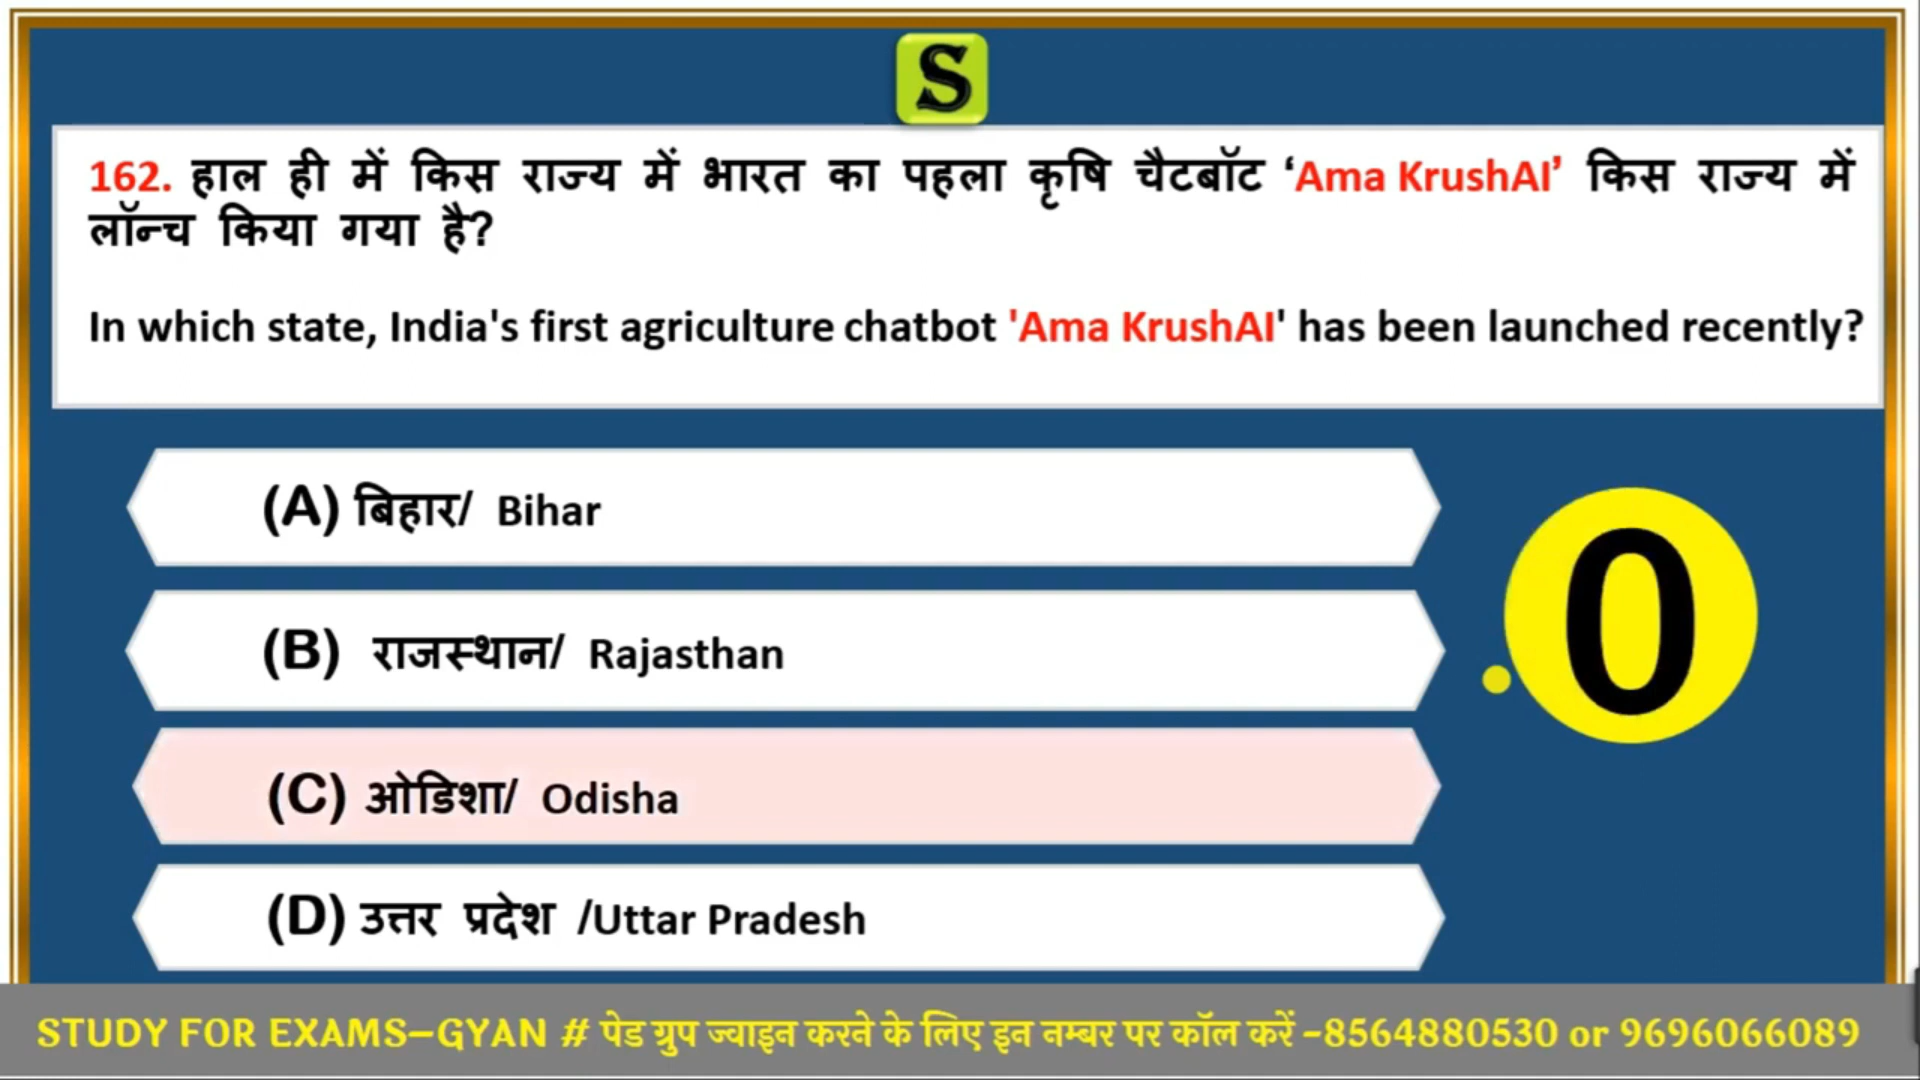 S
162. हाल ही में किस राज्य में भारत का पहला कृषि चैटबॉट ‘Ama KrushAI’ किस राज्य में
लॉन्च किया गया है?
In which state, India's first agriculture chatbot 'Ama KrushAI' has been launched recently?
(A) बिहार/ Bihar
(B) राजस्थान/ Rajasthan
0
(C) ओडिशा/ Odisha
(D) उत्तर प्रदेश /Uttar Pradesh
STUDY FOR EXAMS–GYAN # पेड ग्रुप ज्वाइन करने के लिए इन नम्बर पर कॉल करें -8564880530 or 9696066089